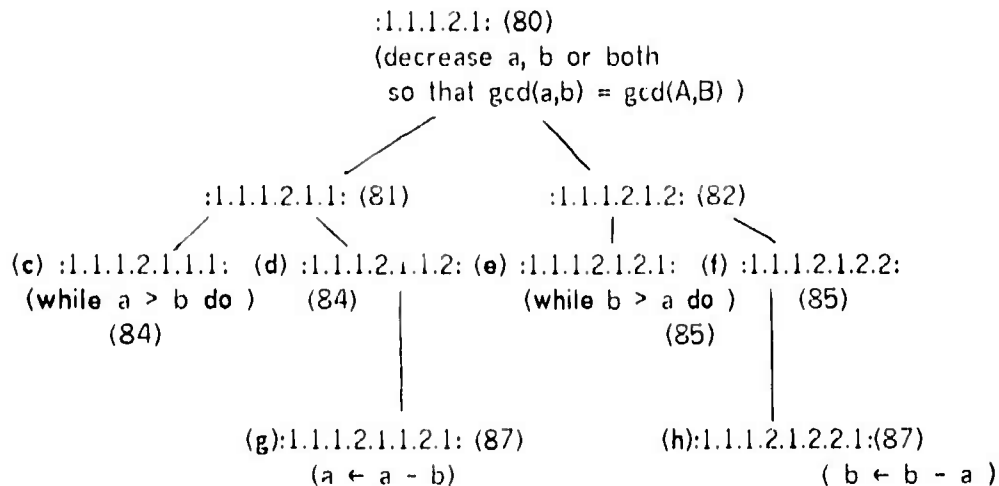 :1.1.1.2.1: (80)
(decrease a, b or both
so that gcd(a,b) = gcd(A,B) )
:1.1.1.2.1.1: (81) :1.1.1.2.1.2: (82)
(c) :1.1.1.2.1.1.1: (d) :1.1.1.2.1.1.2: (e) :1.1.1.2.1.2.1: (f) :1.1.1.2.1.2.2:
(while a > b do ) (84) (while b > a do ) (85)
(84) (85)
(g):1.1.1.2.1.1.2.1: (87) (h):1.1.1.2.1.2.2.1:(87)
(a ← a - b) ( b ← b - a )